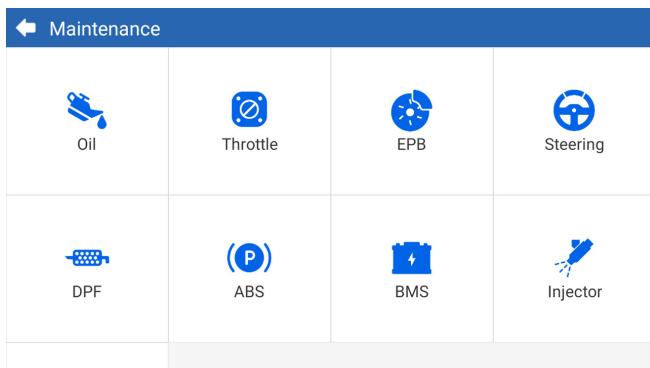 Maintenance
Oil
Throttle
EPB
Steering
P
DPF
ABS
BMS
Injector